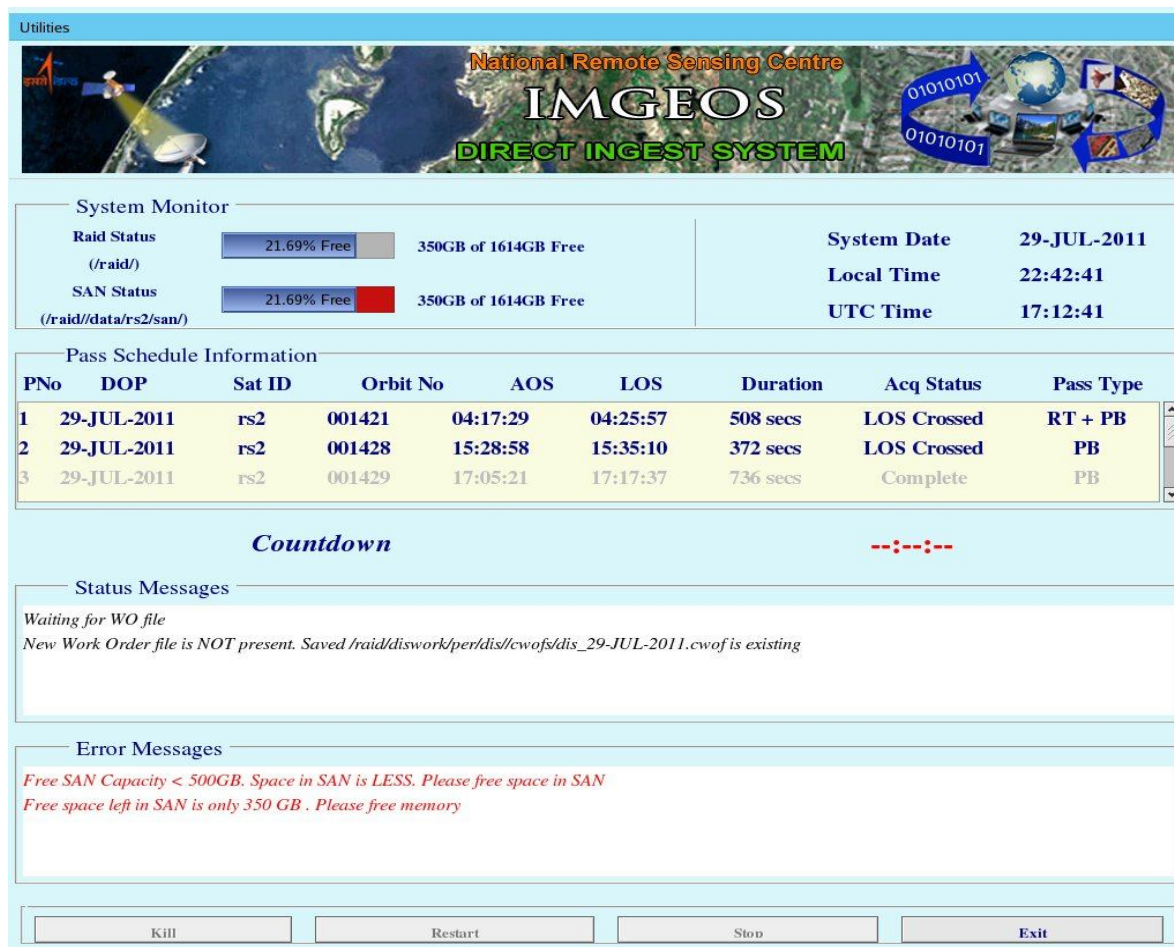 Utilities
इसरो isro
National Remote Sensing Centre
IMGEOS
DIRECT INGEST SYSTEM
01010101
01010101
System Monitor
Raid Status 21.69% Free 350GB of 1614GB Free
(/raid/)
SAN Status 21.69% Free 350GB of 1614GB Free
(/raid//data/rs2/san/)
System Date 29-JUL-2011
Local Time 22:42:41
UTC Time 17:12:41
Pass Schedule Information
PNo DOP Sat ID Orbit No AOS LOS Duration Acq Status Pass Type
1 29-JUL-2011 rs2 001421 04:17:29 04:25:57 508 secs LOS Crossed RT + PB
2 29-JUL-2011 rs2 001428 15:28:58 15:35:10 372 secs LOS Crossed PB
3 29-JUL-2011 rs2 001429 17:05:21 17:17:37 736 secs Complete PB
Countdown --:--:--
Status Messages
Waiting for WO file
New Work Order file is NOT present. Saved /raid/diswork/per/dis//cwofs/dis_29-JUL-2011.cwof is existing
Error Messages
Free SAN Capacity < 500GB. Space in SAN is LESS. Please free space in SAN
Free space left in SAN is only 350 GB . Please free memory
Kill Restart Stop Exit